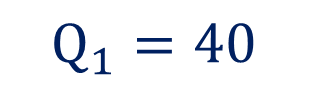 Q₁ = 40